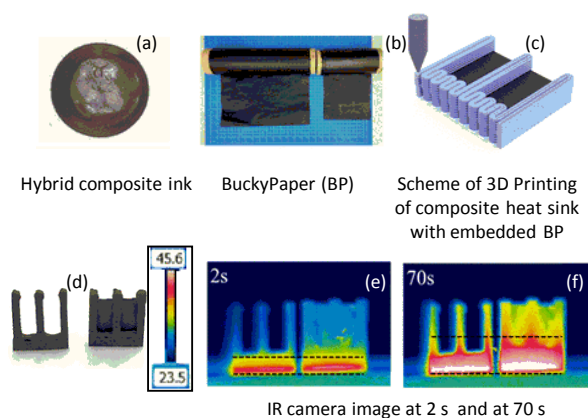 (a)
(b)
(c)
Hybrid composite ink
BuckyPaper (BP)
Scheme of 3D Printing
of composite heat sink
with embedded BP
(d)
45.6
23.5
2s
(e)
70s
(f)
IR camera image at 2 s and at 70 s